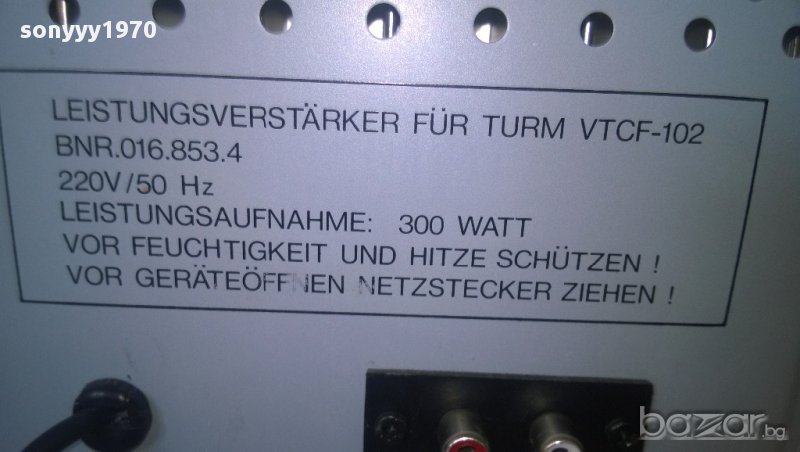 sonyyy1970
LEISTUNGSVERSTÄRKER FÜR TURM VTCF-102
BNR.016.853.4
220V/50 Hz
LEISTUNGSAUFNAHME: 300 WATT
VOR FEUCHTIGKEIT UND HITZE SCHÜTZEN !
VOR GERÄTEÖFFNEN NETZSTECKER ZIEHEN !
bazar.bg